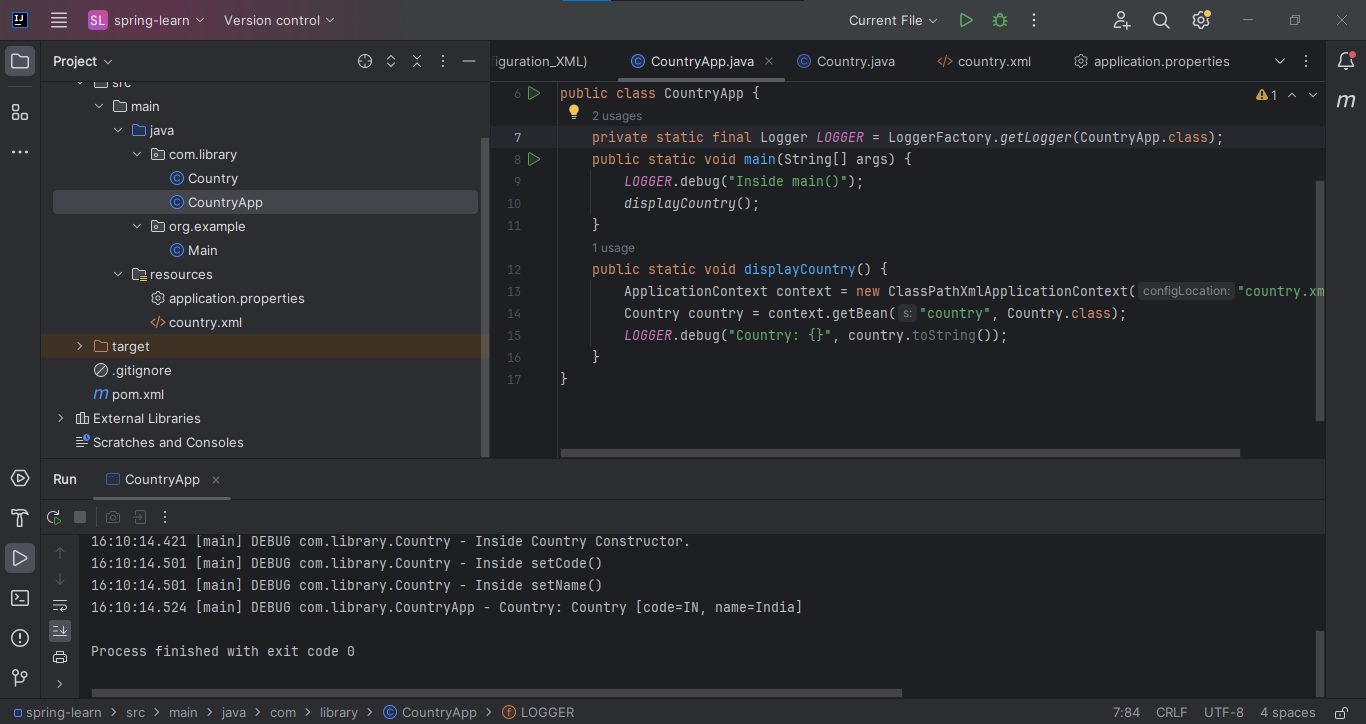 SL spring-learn Version control Current File
Project
src
main
java
com.library
Country
CountryApp
org.example
Main
resources
application.properties
country.xml
target
.gitignore
m pom.xml
External Libraries
Scratches and Consoles
iguration_XML) CountryApp.java Country.java country.xml application.properties
6 public class CountryApp { 1
2 usages
7 private static final Logger LOGGER = LoggerFactory.getLogger(CountryApp.class);
8 public static void main(String[] args) {
9 LOGGER.debug("Inside main()");
10 displayCountry();
11 }
1 usage
12 public static void displayCountry() {
13 ApplicationContext context = new ClassPathXmlApplicationContext( configLocation: "country.xm
14 Country country = context.getBean( s: "country", Country.class);
15 LOGGER.debug("Country: {}", country.toString());
16 }
17 }
m
Run CountryApp
16:10:14.421 [main] DEBUG com.library.Country - Inside Country Constructor.
16:10:14.501 [main] DEBUG com.library.Country - Inside setCode()
16:10:14.501 [main] DEBUG com.library.Country - Inside setName()
16:10:14.524 [main] DEBUG com.library.CountryApp - Country: Country [code=IN, name=India]
Process finished with exit code 0
spring-learn > src > main > java > com > library > CountryApp > LOGGER 7:84 CRLF UTF-8 4 spaces